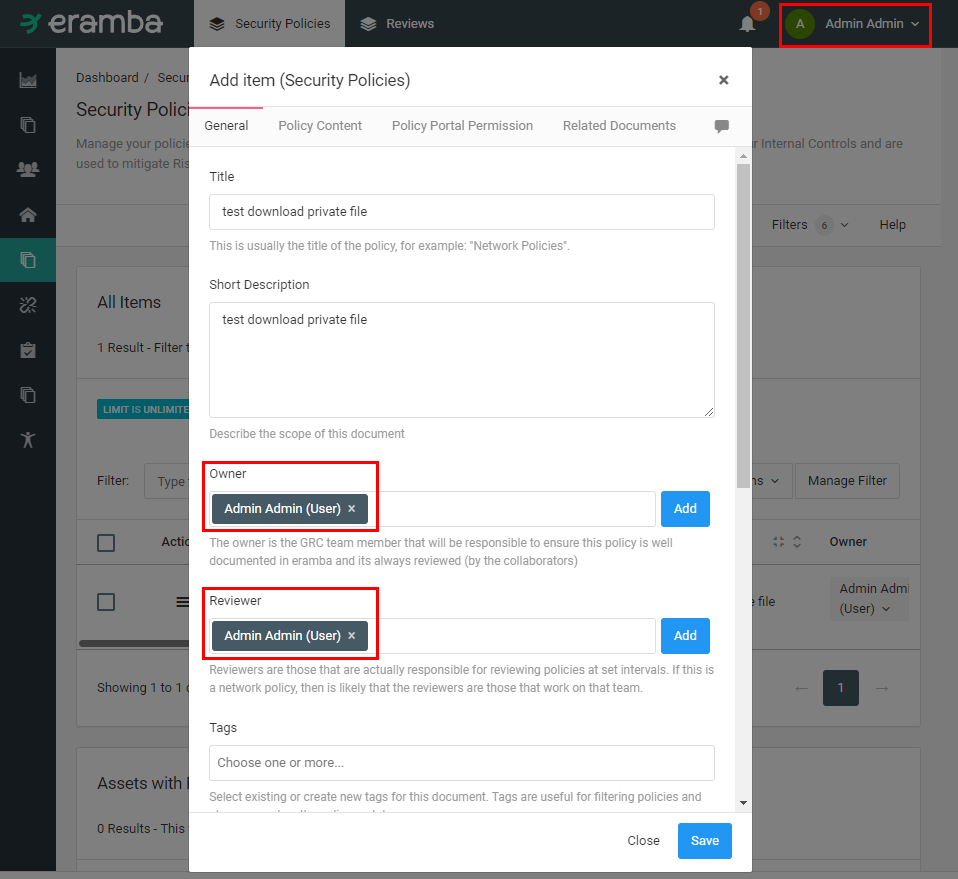 eramba
Security Policies
Reviews
1
A
Admin Admin
Dashboard / Secur
Security Polici
Manage your policie
r Internal Controls and are
used to mitigate Ris
Filters 6
Help
All Items
1 Result - Filter t
LIMIT IS UNLIMITE
Filter:
Type
ns
Manage Filter
Actio
Owner
e file
Admin Admi
(User)
Showing 1 to 1 o
← 1 →
Assets with
0 Results - This
Add item (Security Policies)
×
General
Policy Content
Policy Portal Permission
Related Documents
Title
test download private file
This is usually the title of the policy, for example: "Network Policies".
Short Description
test download private file
Describe the scope of this document
Owner
Admin Admin (User) ×
Add
The owner is the GRC team member that will be responsible to ensure this policy is well
documented in eramba and its always reviewed (by the collaborators)
Reviewer
Admin Admin (User) ×
Add
Reviewers are those that are actually responsible for reviewing policies at set intervals. If this is
a network policy, then is likely that the reviewers are those that work on that team.
Tags
Choose one or more...
Select existing or create new tags for this document. Tags are useful for filtering policies and
Close
Save